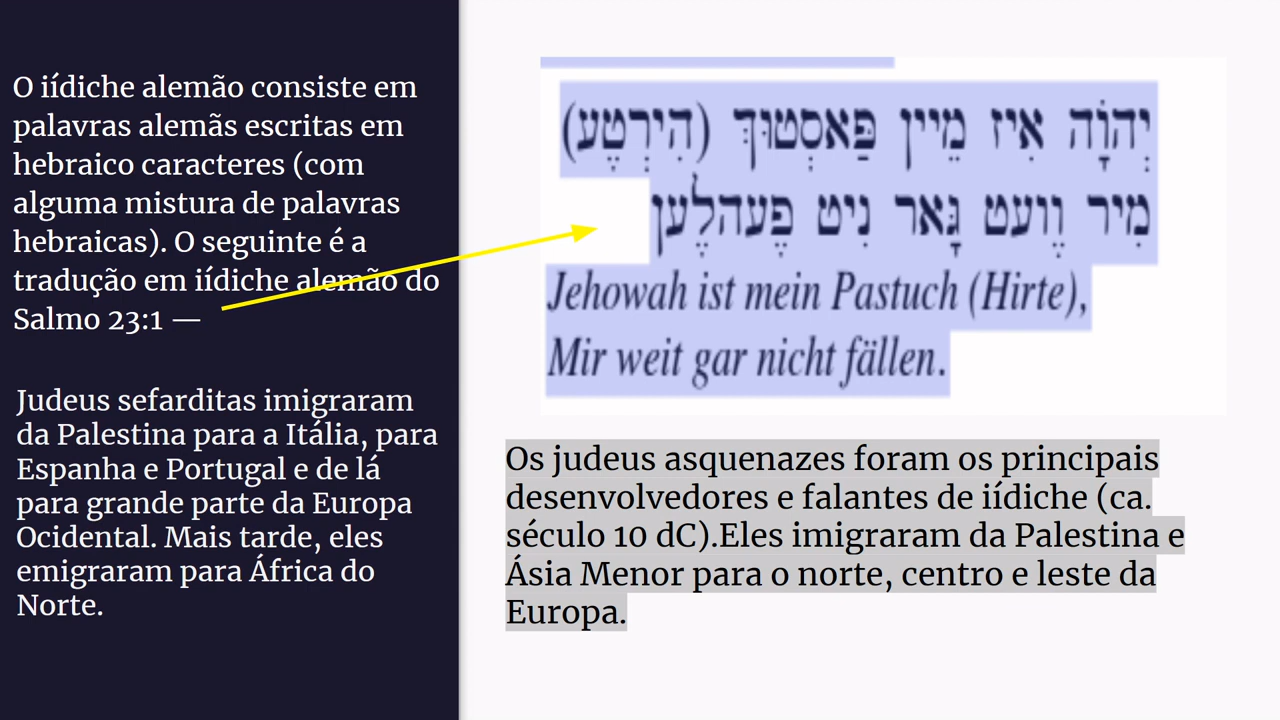 O iídiche alemão consiste em
palavras alemãs escritas em
hebraico caracteres (com
alguma mistura de palavras
hebraicas). O seguinte é a
tradução em iídiche alemão do
Salmo 23:1 —
Judeus sefarditas imigraram
da Palestina para a Itália, para
Espanha e Portugal e de lá
para grande parte da Europa
Ocidental. Mais tarde, eles
emigraram para África do
Norte.
יְהוָֹה אִיז מֵיין פַּאסְטוּךְ (הִירְטֶע)
מִיר וֶועט גָּאר נִיט פֶעהלֶען
Jehowah ist mein Pastuch (Hirte),
Mir weit gar nicht fällen.
Os judeus asquenazes foram os principais
desenvolvedores e falantes de iídiche (ca.
século 10 dC).Eles imigraram da Palestina e
Ásia Menor para o norte, centro e leste da
Europa.